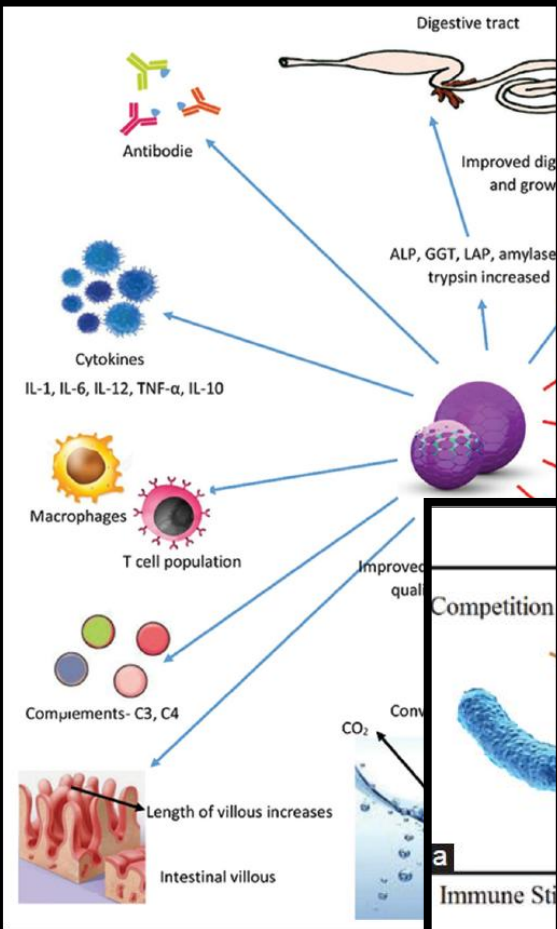 Digestive tract
Antibodie
Improved dig
and grow
ALP, GGT, LAP, amylase
trypsin increased
Cytokines
IL-1, IL-6, IL-12, TNF-α, IL-10
Macrophages
T cell population
Improved
quali
Competition
Complements- C3, C4
Conv
CO₂
Length of villous increases
Intestinal villous
a
Immune Sti